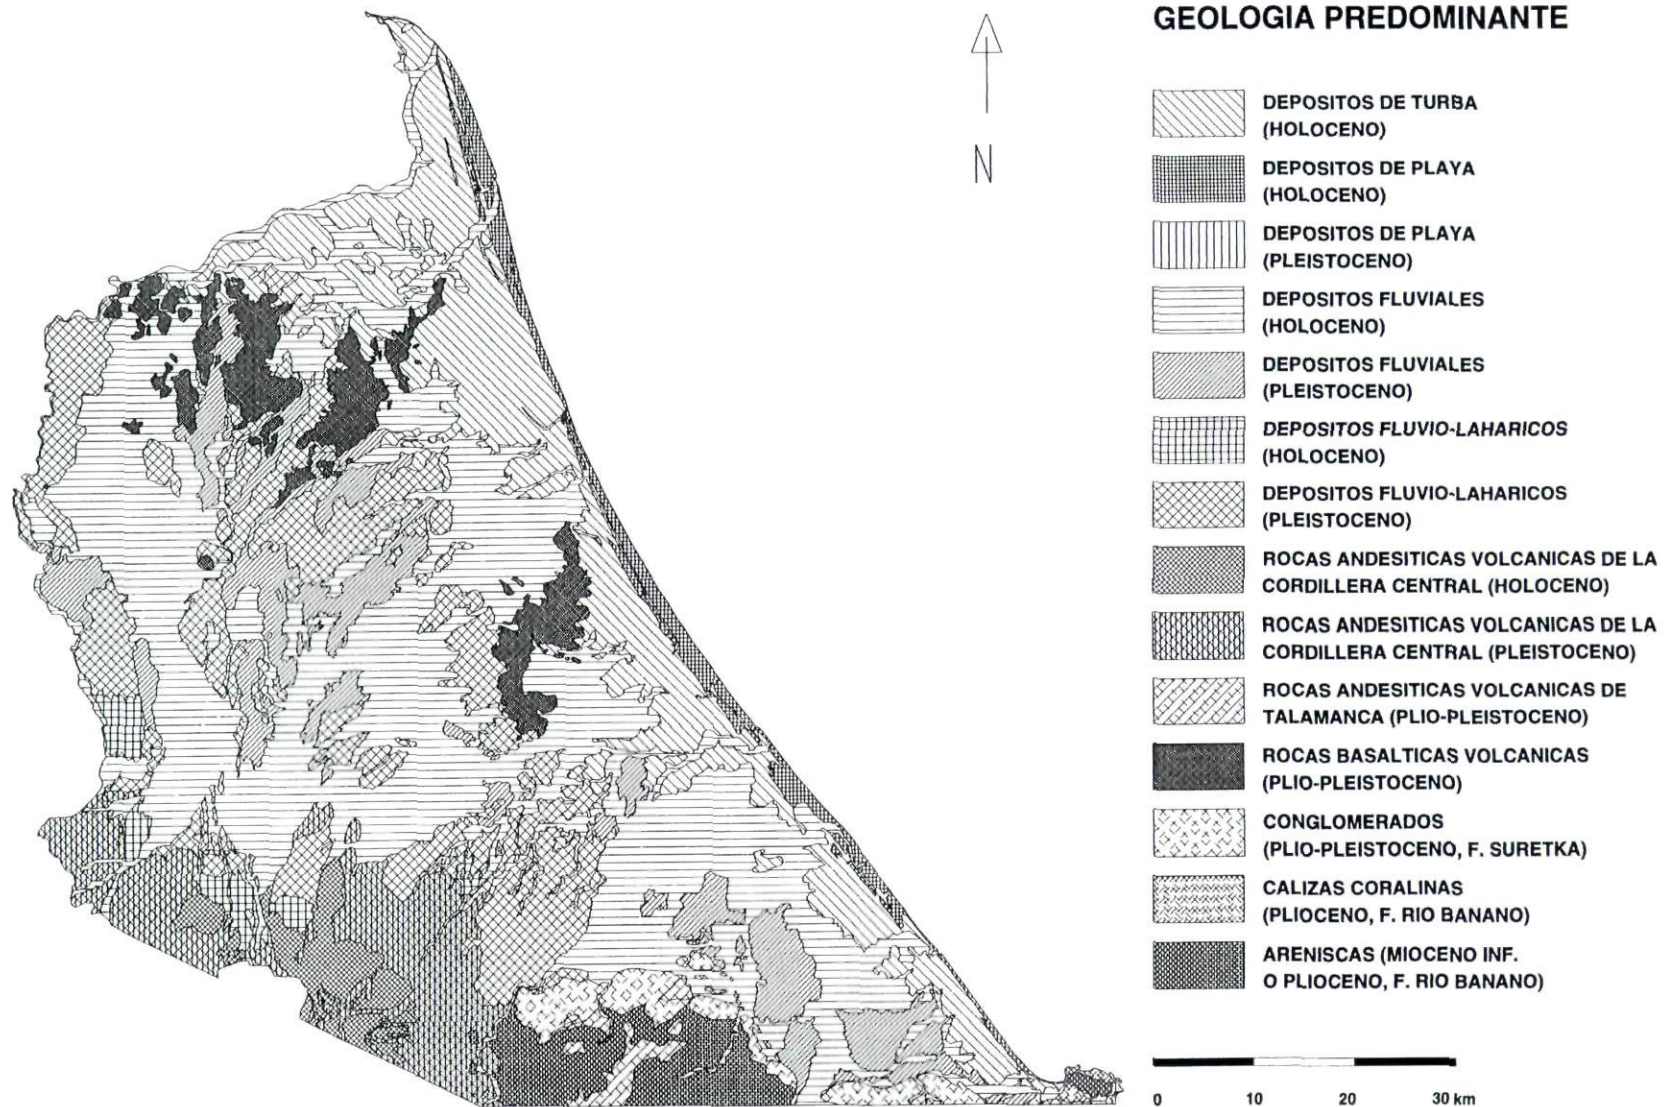 GEOLOGIA PREDOMINANTE
N
DEPOSITOS DE TURBA
(HOLOCENO)
DEPOSITOS DE PLAYA
(HOLOCENO)
DEPOSITOS DE PLAYA
(PLEISTOCENO)
DEPOSITOS FLUVIALES
(HOLOCENO)
DEPOSITOS FLUVIALES
(PLEISTOCENO)
DEPOSITOS FLUVIO-LAHARICOS
(HOLOCENO)
DEPOSITOS FLUVIO-LAHARICOS
(PLEISTOCENO)
ROCAS ANDESITICAS VOLCANICAS DE LA
CORDILLERA CENTRAL (HOLOCENO)
ROCAS ANDESITICAS VOLCANICAS DE LA
CORDILLERA CENTRAL (PLEISTOCENO)
ROCAS ANDESITICAS VOLCANICAS DE
TALAMANCA (PLIO-PLEISTOCENO)
ROCAS BASALTICAS VOLCANICAS
(PLIO-PLEISTOCENO)
CONGLOMERADOS
(PLIO-PLEISTOCENO, F. SURETKA)
CALIZAS CORALINAS
(PLIOCENO, F. RIO BANANO)
ARENISCAS (MIOCENO INF.
O PLIOCENO, F. RIO BANANO)
0 10 20 30 km